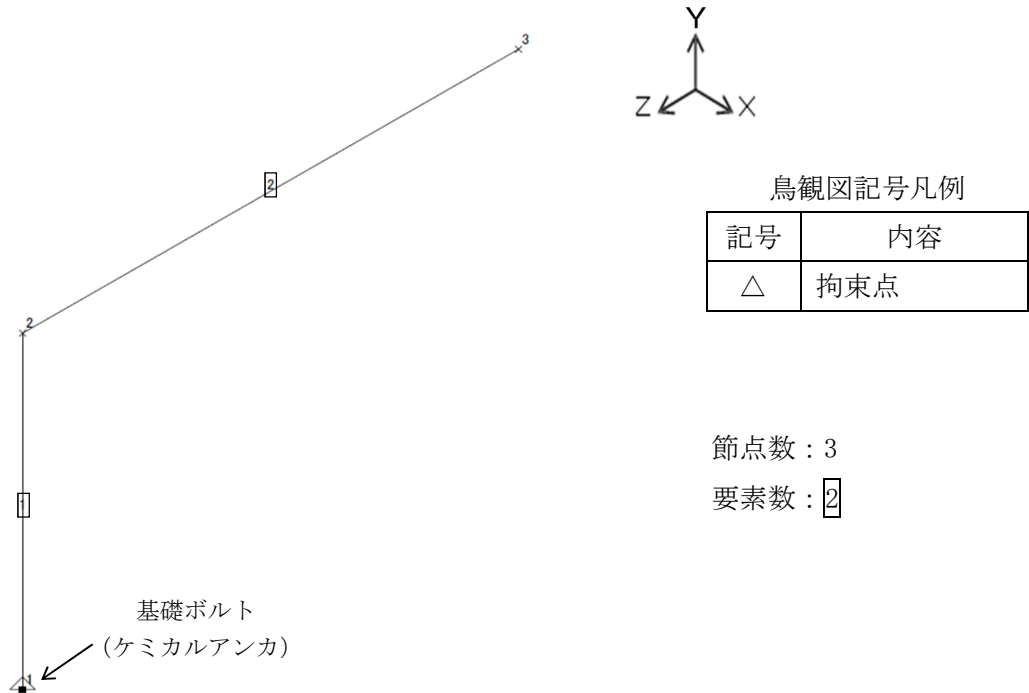 3
Y
Z X
2
鳥観図記号凡例
記号 内容
△ 拘束点
2
節点数：3
要素数：2
1
基礎ボルト
（ケミカルアンカ）
1